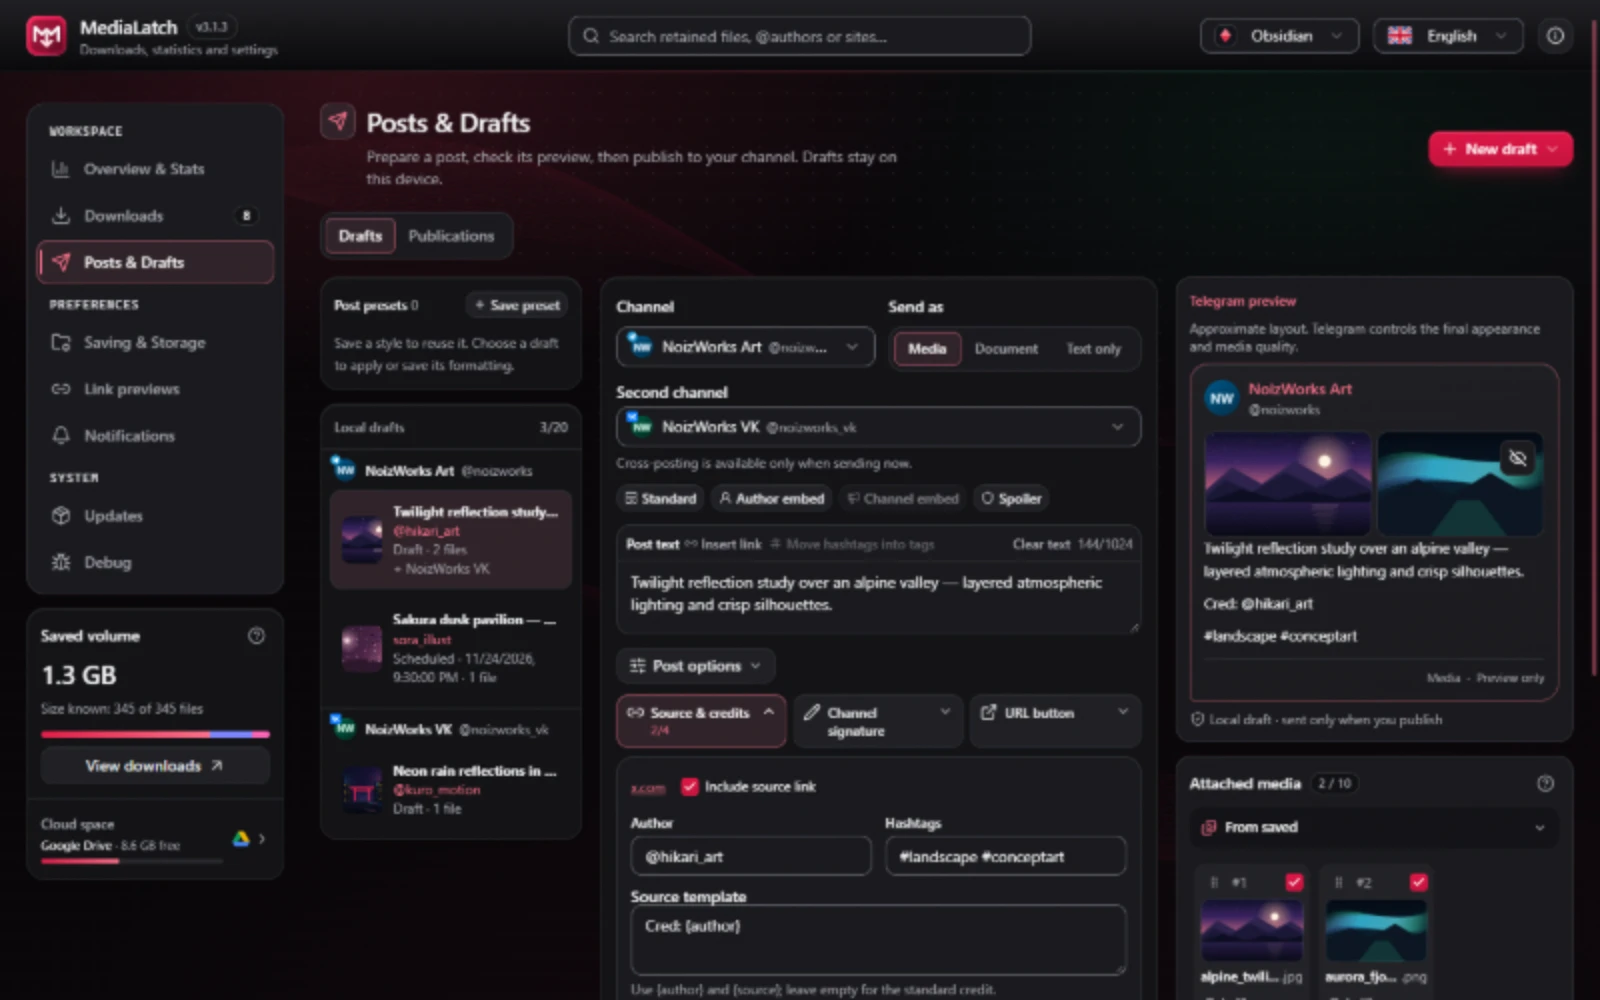 MediaLatch v3.1.3
Downloads, statistics and settings
Search retained files, @authors or sites...
Obsidian
English
WORKSPACE
Overview & Stats
Downloads 8
Posts & Drafts
PREFERENCES
Saving & Storage
Link previews
Notifications
SYSTEM
Updates
Debug
Saved volume
1.3 GB
Size known: 345 of 345 files
View downloads
Cloud space
Google Drive · 8.6 GB free
Posts & Drafts
Prepare a post, check its preview, then publish to your channel. Drafts stay on
this device.
New draft
Drafts
Publications
Post presets 0
+ Save preset
Save a style to reuse it. Choose a draft
to apply or save its formatting.
Local drafts 3/20
NW NoizWorks Art @noizworks
Twilight reflection study...
@hikari_art
Draft · 2 files
+ NoizWorks VK
Sakura dusk pavilion — ...
sora_illust
Scheduled · 11/24/2026,
9:30:00 PM · 1 file
NW NoizWorks VK @noizworks_vk
Neon rain reflections in ...
@kuro_motion
Draft · 1 file
Channel
NW NoizWorks Art @noizw...
Send as
Media
Document
Text only
Second channel
NW NoizWorks VK @noizworks_vk
Cross-posting is available only when sending now.
Standard
Author embed
Channel embed
Spoiler
Post text
Insert link
Move hashtags into tags
Clear text 144/1024
Twilight reflection study over an alpine valley — layered atmospheric
lighting and crisp silhouettes.
Post options
Source & credits
2/4
Channel
signature
URL button
x.com
Include source link
Author
@hikari_art
Hashtags
#landscape #conceptart
Source template
Cred: {author}
Use {author} and {source}; leave empty for the standard credit.
Telegram preview
Approximate layout. Telegram controls the final appearance
and media quality.
NW NoizWorks Art
@noizworks
Twilight reflection study over an alpine valley —
layered atmospheric lighting and crisp silhouettes.
Cred: @hikari_art
#landscape #conceptart
Media · Preview only
Local draft · sent only when you publish
Attached media 2 / 10
From saved
#1
#2
alpine_twili... .jpg
aurora_fjo... .png